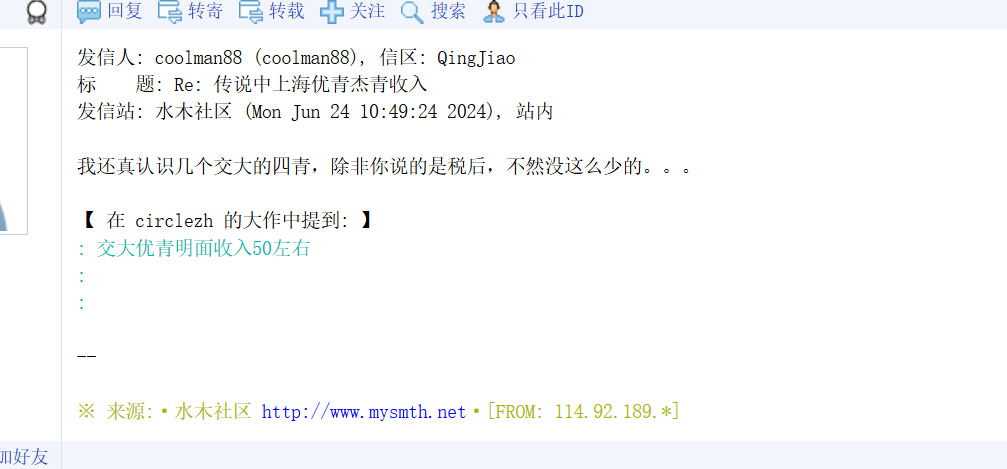 回复 转寄 转载 关注 搜索 只看此ID
发信人: coolman88 (coolman88), 信区: QingJiao
标　　题: Re: 传说中上海优青杰青收入
发信站: 水木社区 (Mon Jun 24 10:49:24 2024), 站内
我还真认识几个交大的四青，除非你说的是税后，不然没这么少的。。。
【 在 circlezh 的大作中提到: 】
: 交大优青明面收入50左右
:
:
--
※ 来源:·水木社区 http://www.mysmth.net·[FROM: 114.92.189.*]
加好友